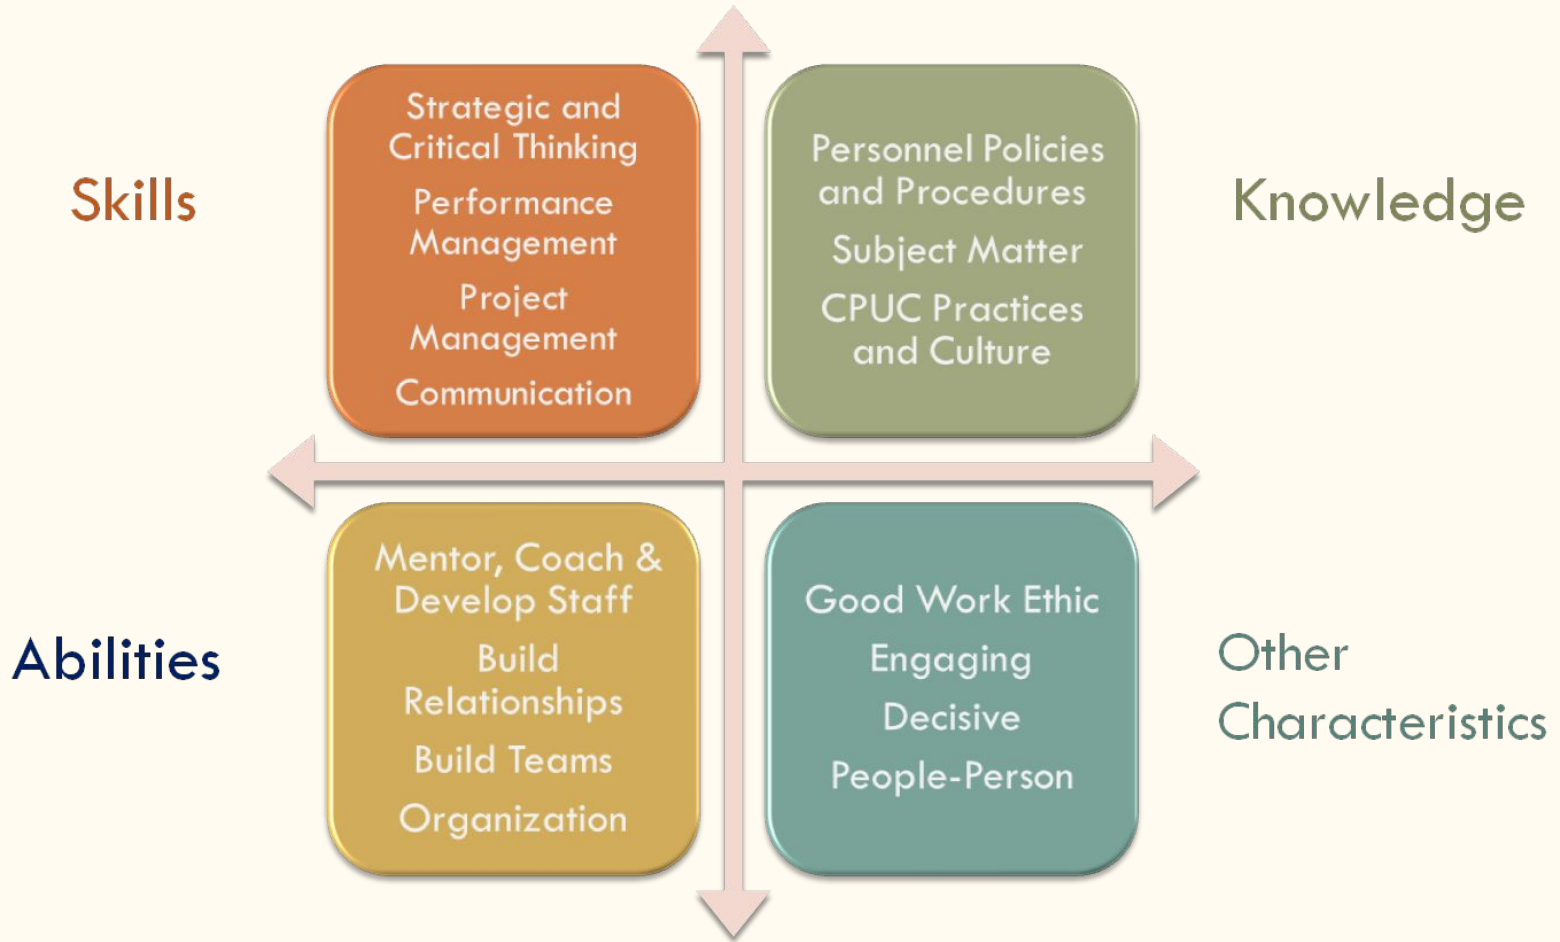 Skills
Strategic and
Critical Thinking
Performance
Management
Project
Management
Communication
Personnel Policies
and Procedures
Subject Matter
CPUC Practices
and Culture
Knowledge
Abilities
Mentor, Coach &
Develop Staff
Build
Relationships
Build Teams
Organization
Good Work Ethic
Engaging
Decisive
People-Person
Other
Characteristics